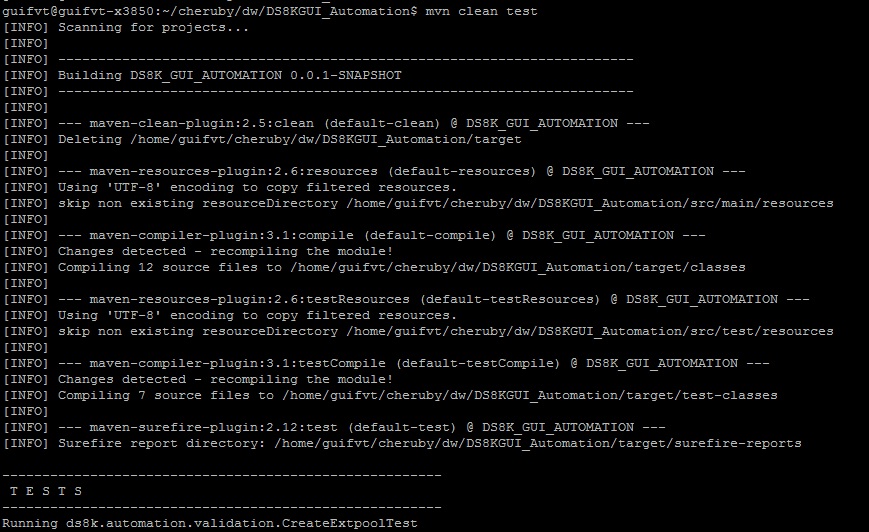 guifvt@guifvt-x3850:~/cheruby/dw/DS8KGUI_Automation$ mvn clean test
[INFO] Scanning for projects...
[INFO]
[INFO] ------------------------------------------------------------------------
[INFO] Building DS8K_GUI_AUTOMATION 0.0.1-SNAPSHOT
[INFO] ------------------------------------------------------------------------
[INFO]
[INFO] --- maven-clean-plugin:2.5:clean (default-clean) @ DS8K_GUI_AUTOMATION ---
[INFO] Deleting /home/guifvt/cheruby/dw/DS8KGUI_Automation/target
[INFO]
[INFO] --- maven-resources-plugin:2.6:resources (default-resources) @ DS8K_GUI_AUTOMATION ---
[INFO] Using 'UTF-8' encoding to copy filtered resources.
[INFO] skip non existing resourceDirectory /home/guifvt/cheruby/dw/DS8KGUI_Automation/src/main/resources
[INFO]
[INFO] --- maven-compiler-plugin:3.1:compile (default-compile) @ DS8K_GUI_AUTOMATION ---
[INFO] Changes detected - recompiling the module!
[INFO] Compiling 12 source files to /home/guifvt/cheruby/dw/DS8KGUI_Automation/target/classes
[INFO]
[INFO] --- maven-resources-plugin:2.6:testResources (default-testResources) @ DS8K_GUI_AUTOMATION ---
[INFO] Using 'UTF-8' encoding to copy filtered resources.
[INFO] skip non existing resourceDirectory /home/guifvt/cheruby/dw/DS8KGUI_Automation/src/test/resources
[INFO]
[INFO] --- maven-compiler-plugin:3.1:testCompile (default-testCompile) @ DS8K_GUI_AUTOMATION ---
[INFO] Changes detected - recompiling the module!
[INFO] Compiling 7 source files to /home/guifvt/cheruby/dw/DS8KGUI_Automation/target/test-classes
[INFO]
[INFO] --- maven-surefire-plugin:2.12:test (default-test) @ DS8K_GUI_AUTOMATION ---
[INFO] Surefire report directory: /home/guifvt/cheruby/dw/DS8KGUI_Automation/target/surefire-reports
-------------------------------------------------------
T E S T S
-------------------------------------------------------
Running ds8k.automation.validation.CreateExtpoolTest